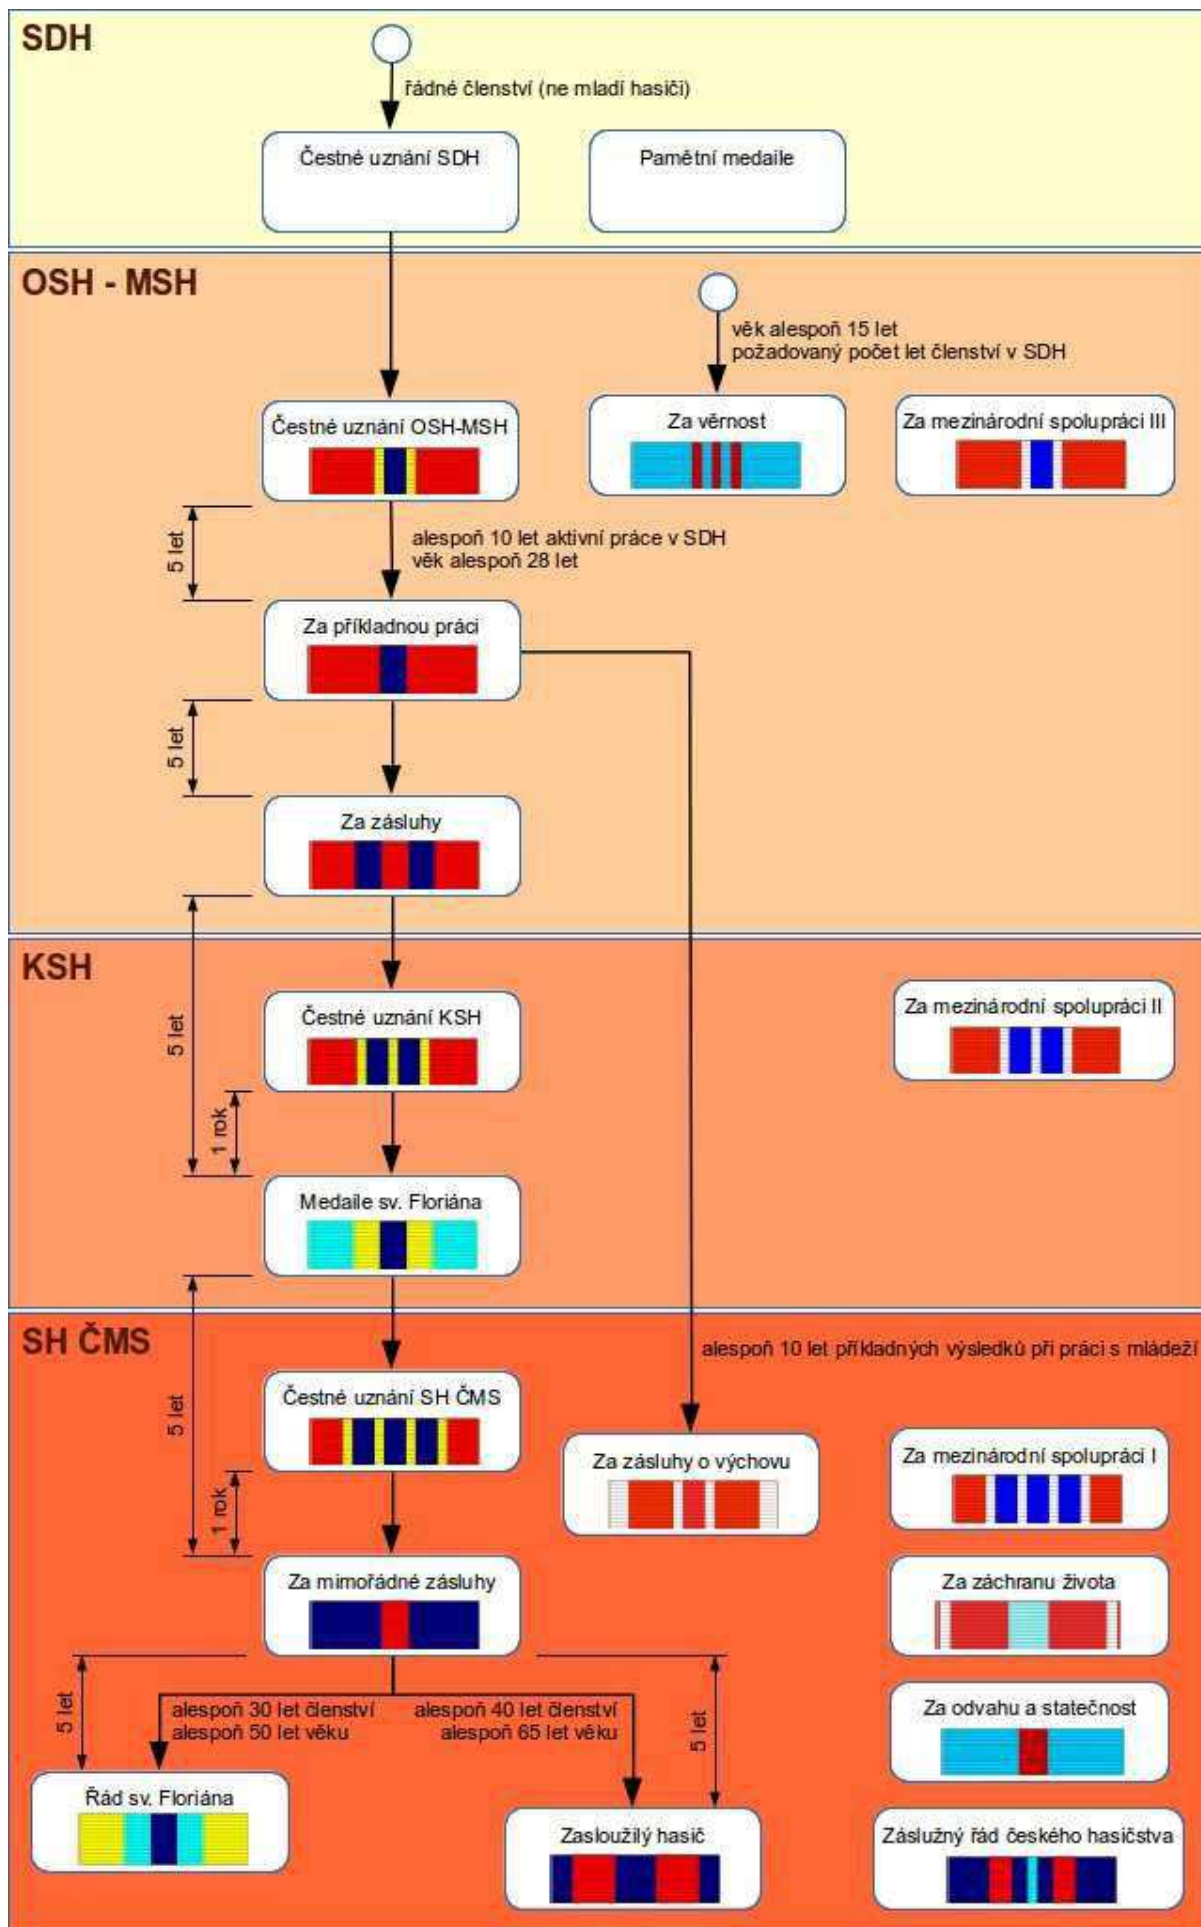 SDH
řádné členství (ne mladí hasiči)
Čestné uznání SDH
Pamětní medaile
OSH - MSH
věk alespoň 15 let
požadovaný počet let členství v SDH
Čestné uznání OSH-MSH
Za věrnost
Za mezinárodní spolupráci III
5 let
alespoň 10 let aktivní práce v SDH
věk alespoň 28 let
Za příkladnou práci
5 let
Za zásluhy
KSH
5 let
Čestné uznání KSH
Za mezinárodní spolupráci II
1 rok
Medaile sv. Floriána
SH ČMS
alespoň 10 let příkladných výsledků při práci s mládeží
5 let
Čestné uznání SH ČMS
Za zásluhy o výchovu
Za mezinárodní spolupráci I
1 rok
Za mimořádné zásluhy
Za záchranu života
5 let
alespoň 30 let členství
alespoň 50 let věku
alespoň 40 let členství
alespoň 65 let věku
5 let
Za odvahu a statečnost
Řád sv. Floriána
Zasloužilý hasič
Záslužný řád českého hasičstva